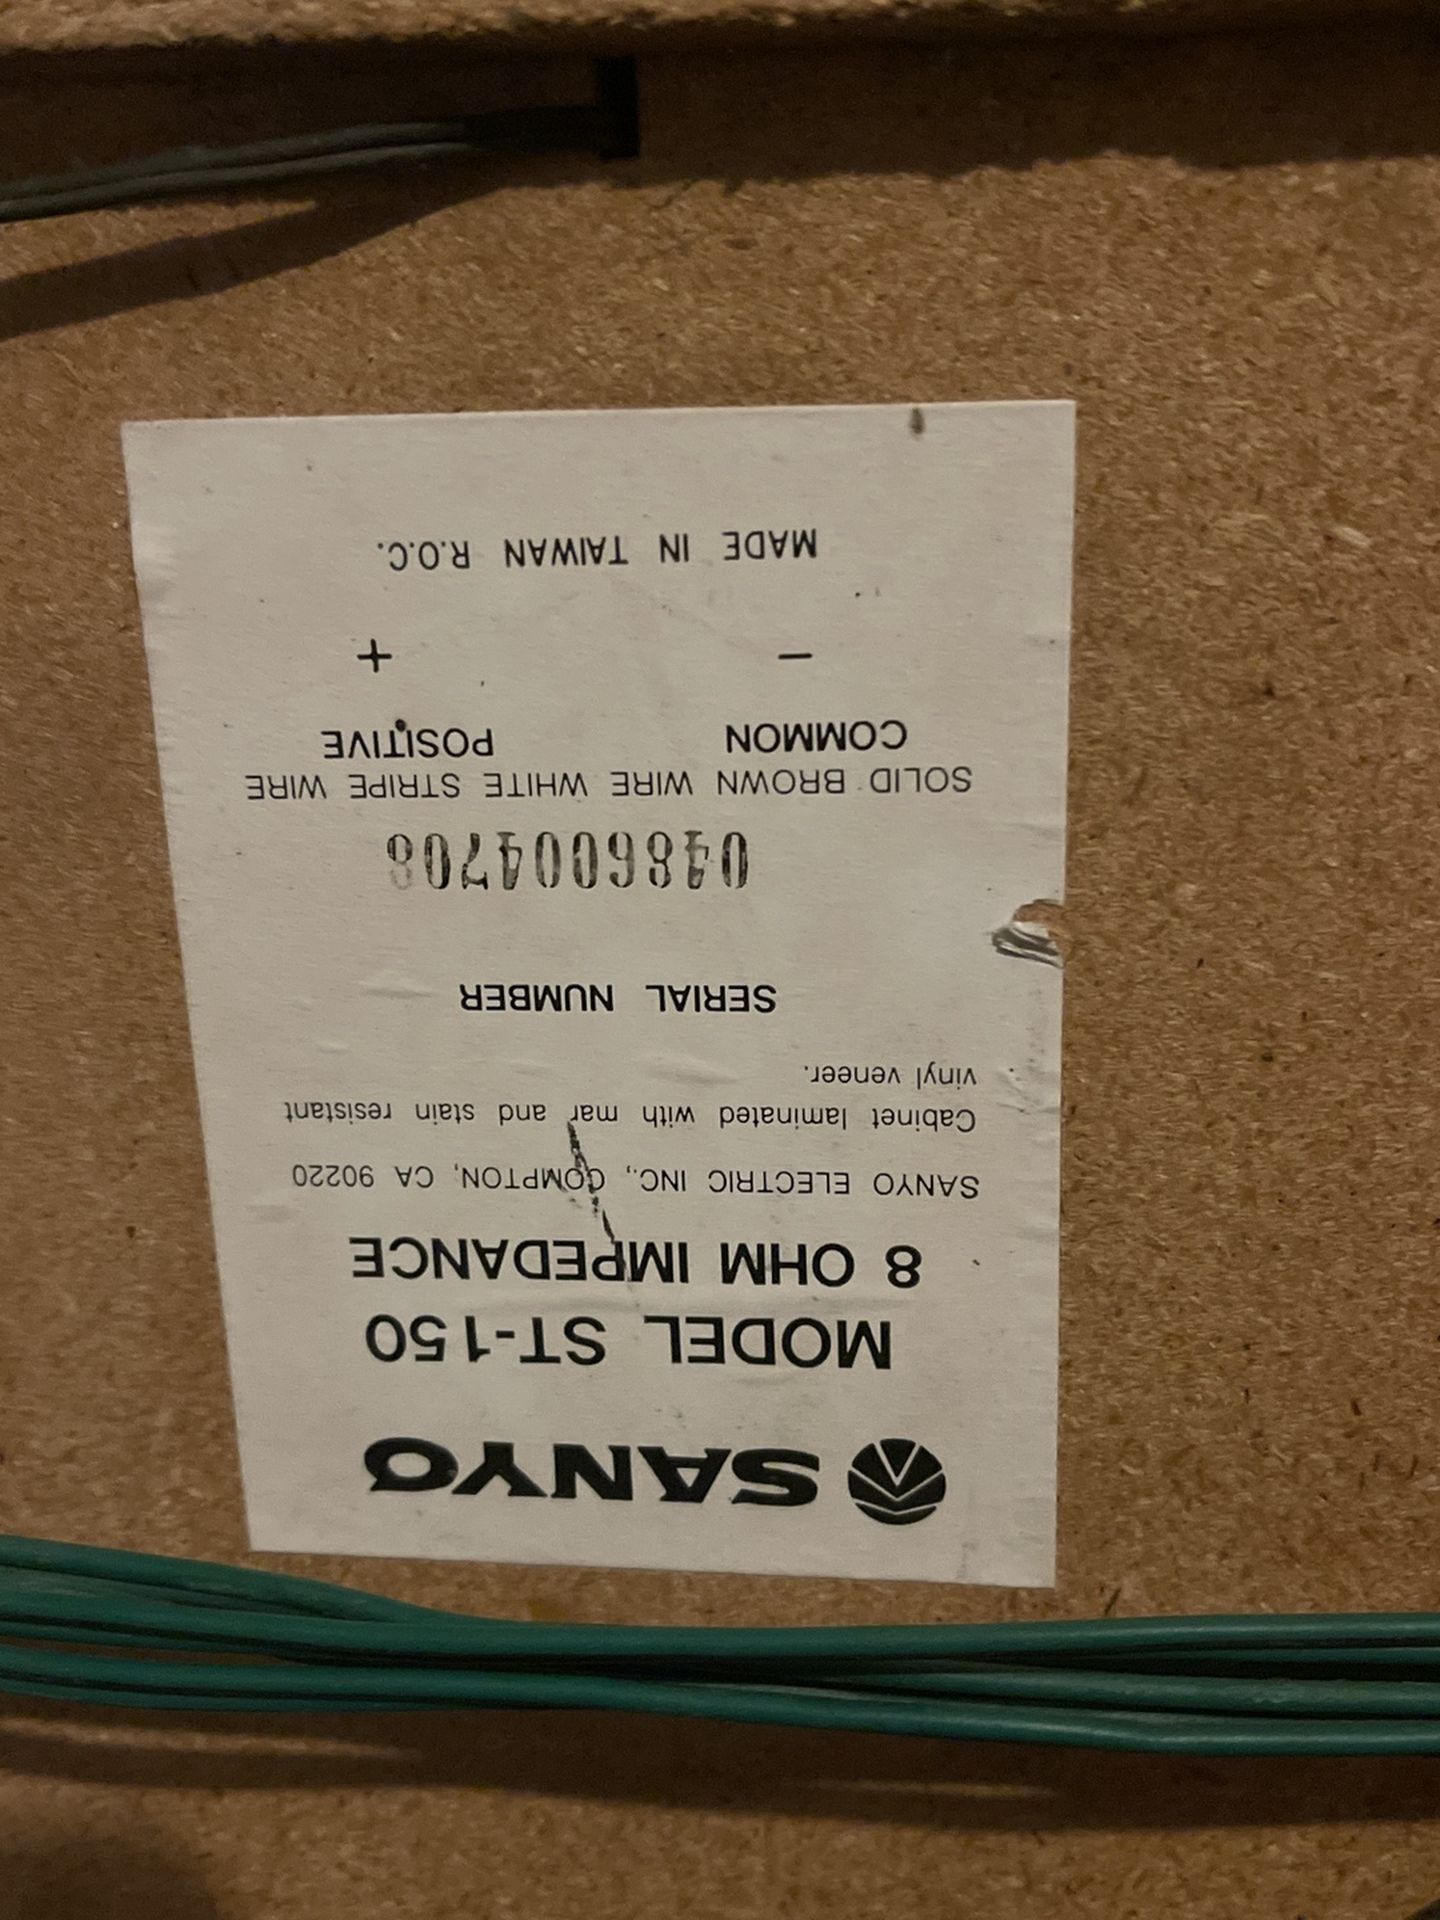 SANYO
MODEL ST-150
8 OHM IMPEDANCE
SANYO ELECTRIC INC., COMPTON, CA 90220
Cabinet laminated with mar and stain resistant
vinyl veneer.
SERIAL NUMBER
0486004708
SOLID BROWN WIRE WHITE STRIPE WIRE
COMMON POSITIVE
− +
MADE IN TAIWAN R.O.C.